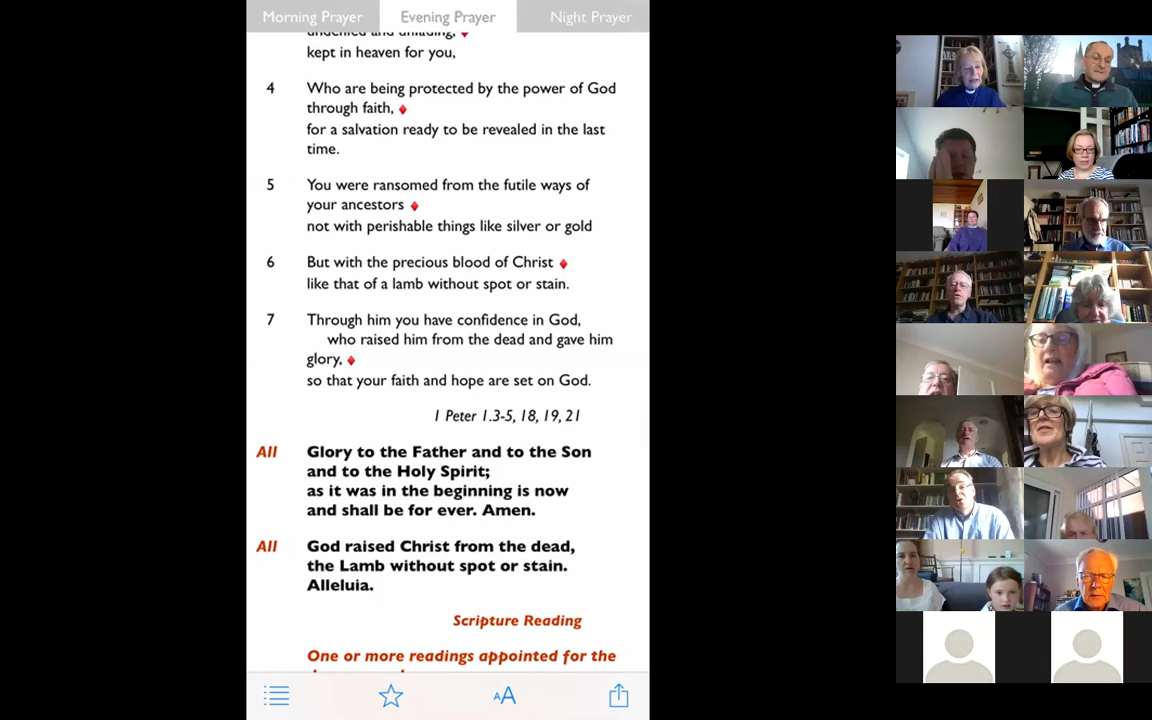 Morning Prayer Evening Prayer Night Prayer
undefiled and unfading, ♦
kept in heaven for you,
4 Who are being protected by the power of God
through faith, ♦
for a salvation ready to be revealed in the last
time.
5 You were ransomed from the futile ways of
your ancestors ♦
not with perishable things like silver or gold
6 But with the precious blood of Christ ♦
like that of a lamb without spot or stain.
7 Through him you have confidence in God,
who raised him from the dead and gave him
glory, ♦
so that your faith and hope are set on God.
1 Peter 1.3-5, 18, 19, 21
All Glory to the Father and to the Son
and to the Holy Spirit;
as it was in the beginning is now
and shall be for ever. Amen.
All God raised Christ from the dead,
the Lamb without spot or stain.
Alleluia.
Scripture Reading
One or more readings appointed for the
AA